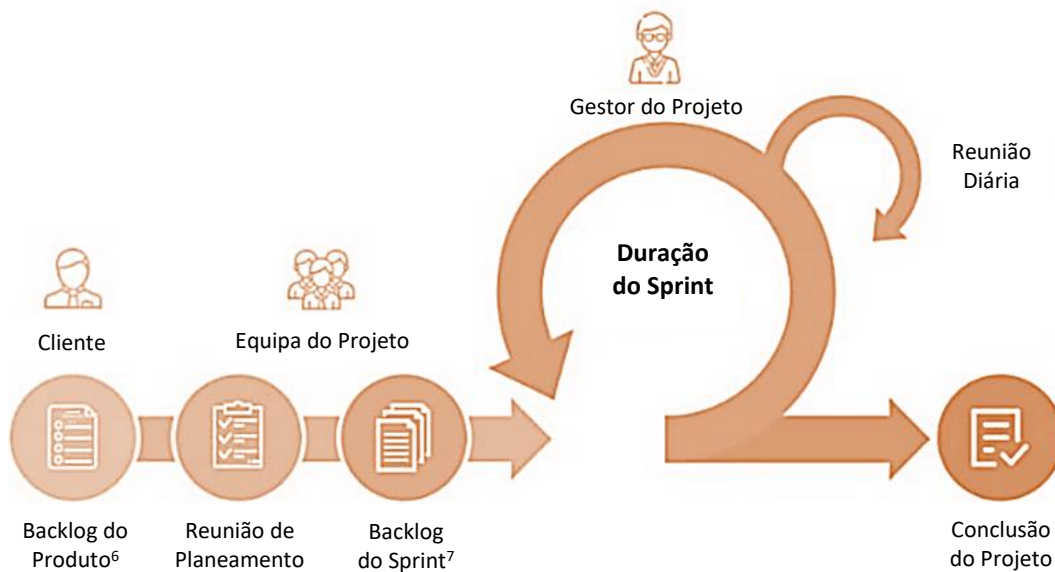 Gestor do Projeto
Reunião
Diária
Duração
do Sprint
Cliente
Equipa do Projeto
Backlog do
Produto⁶
Reunião de
Planeamento
Backlog
do Sprint⁷
Conclusão
do Projeto